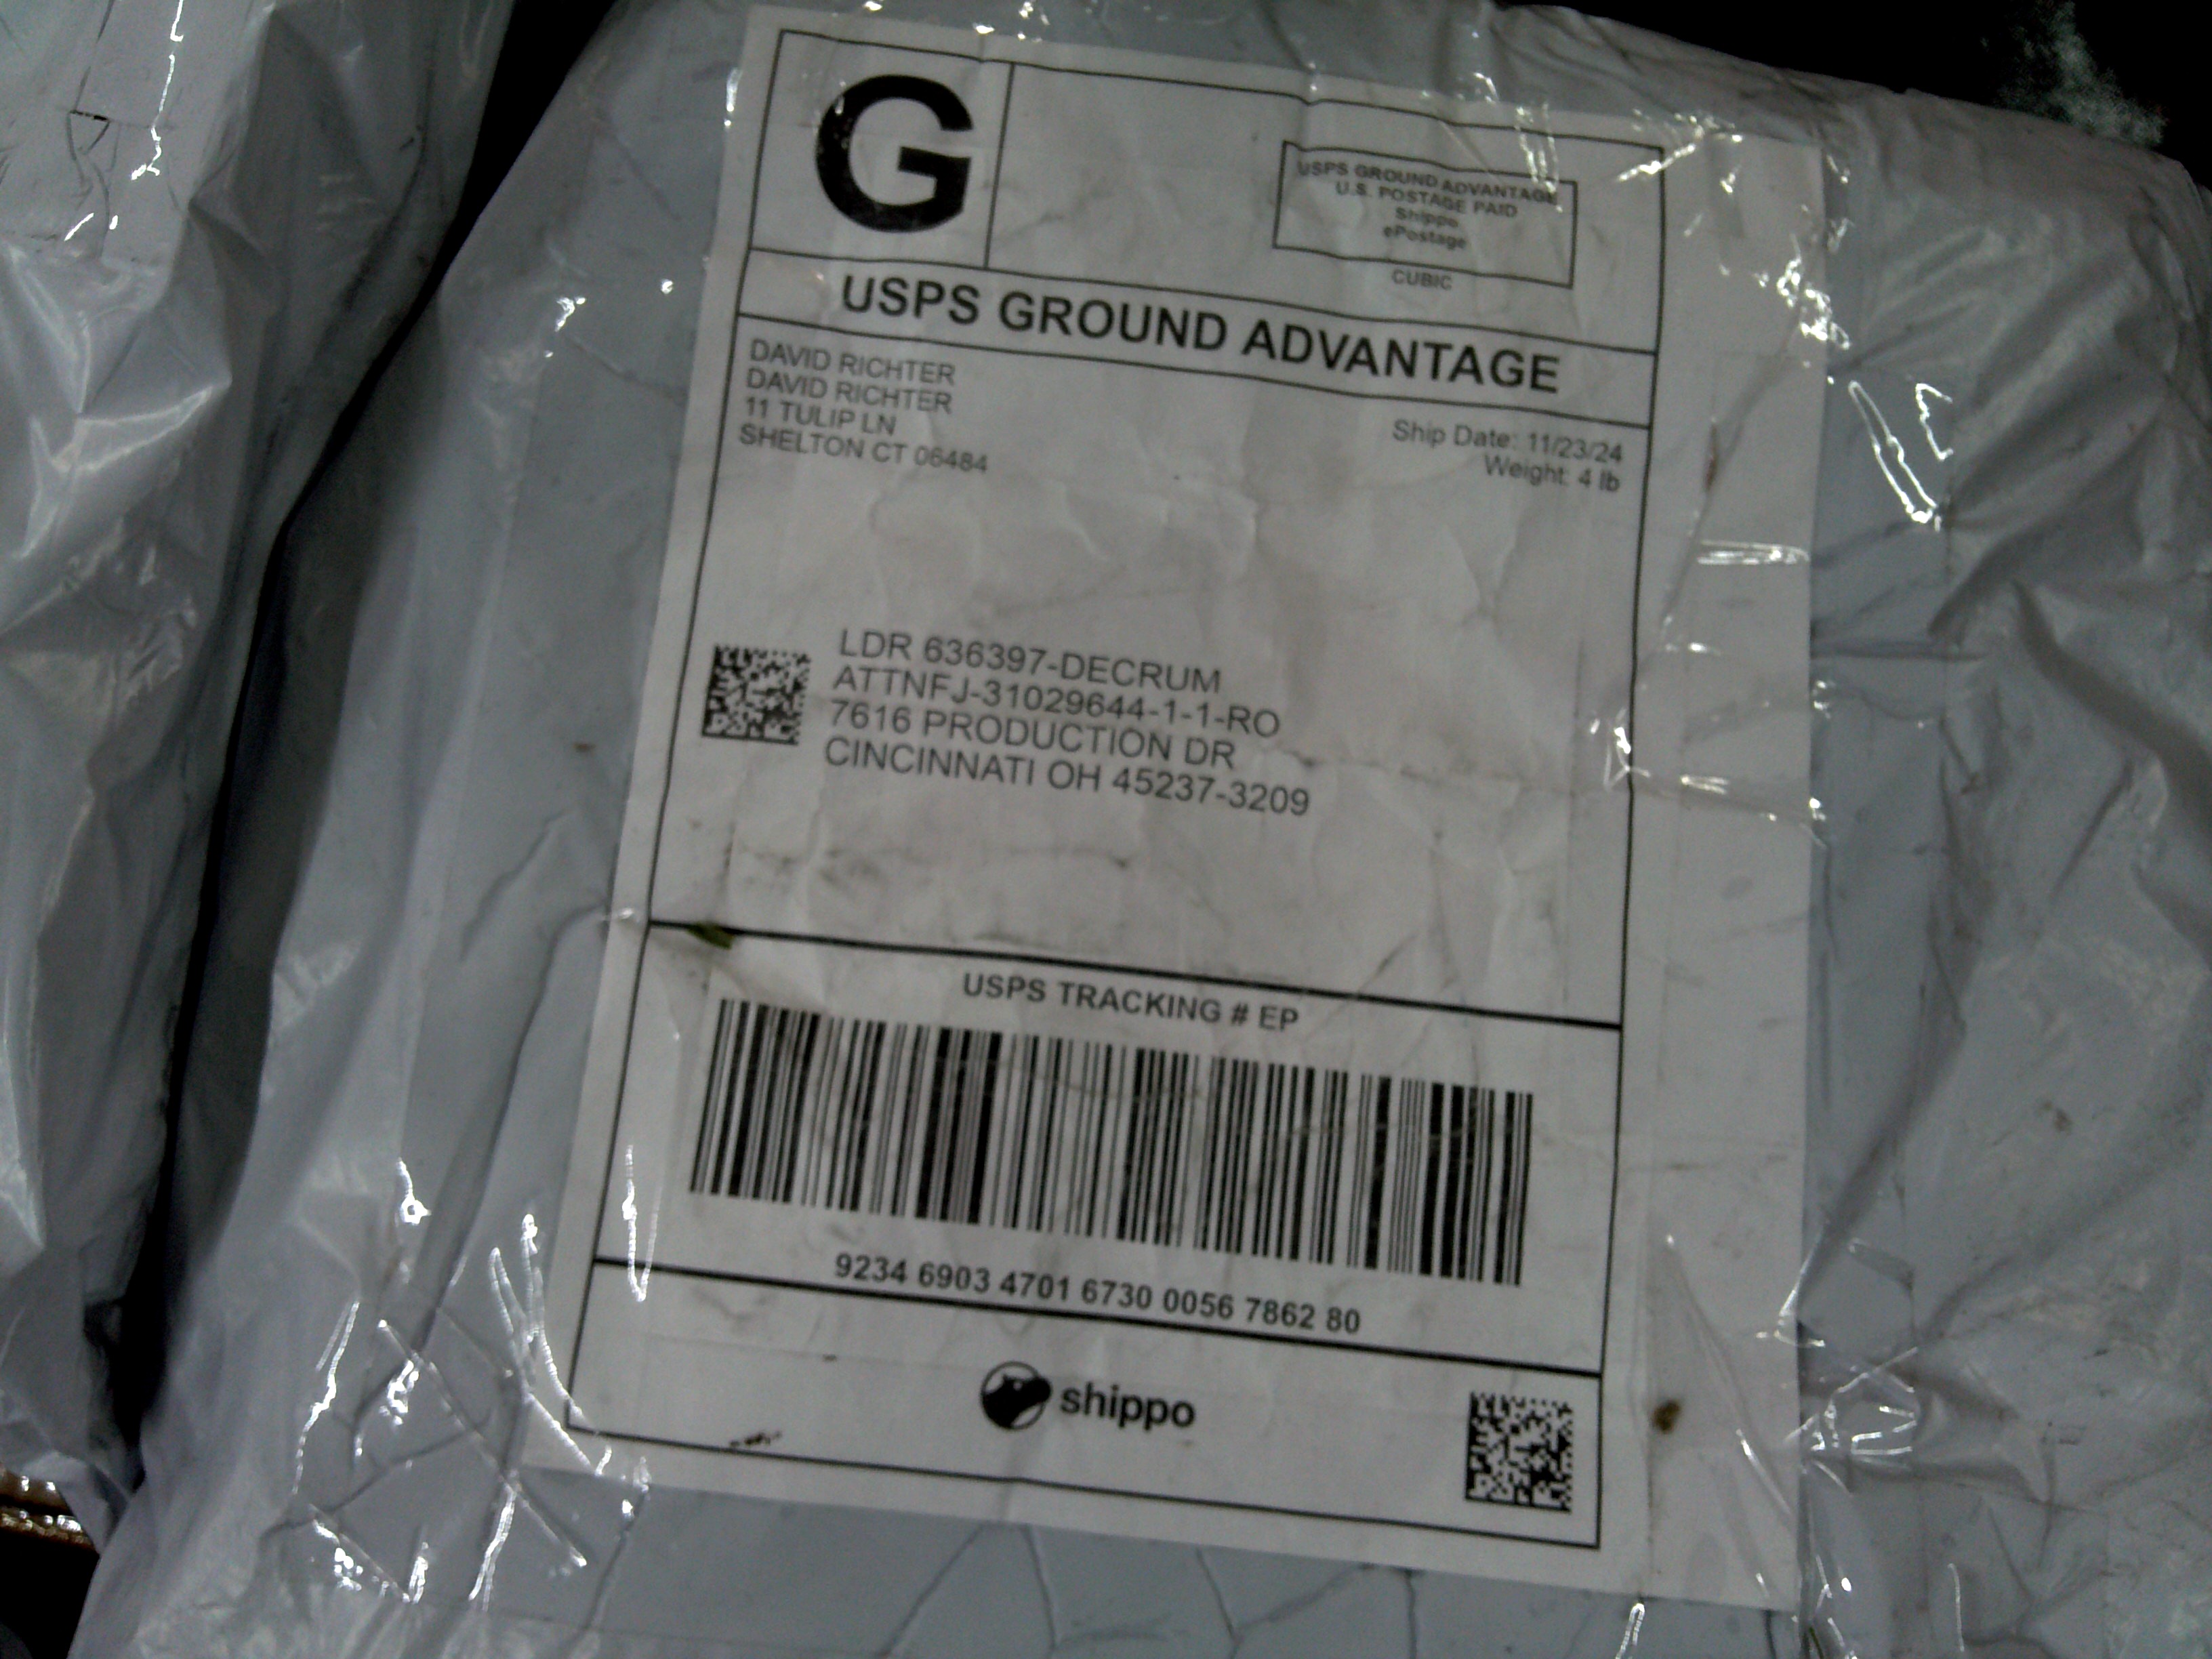 G
USPS GROUND ADVANTAGE
U.S. POSTAGE PAID
Shippo
ePostage
CUBIC
USPS GROUND ADVANTAGE
DAVID RICHTER
DAVID RICHTER
11 TULIP LN
SHELTON CT 06484
Ship Date: 11/23/24
Weight: 4 lb
LDR 636397-DECRUM
ATTNFJ-31029644-1-1-RO
7616 PRODUCTION DR
CINCINNATI OH 45237-3209
USPS TRACKING # EP
9234 6903 4701 6730 0056 7862 80
shippo